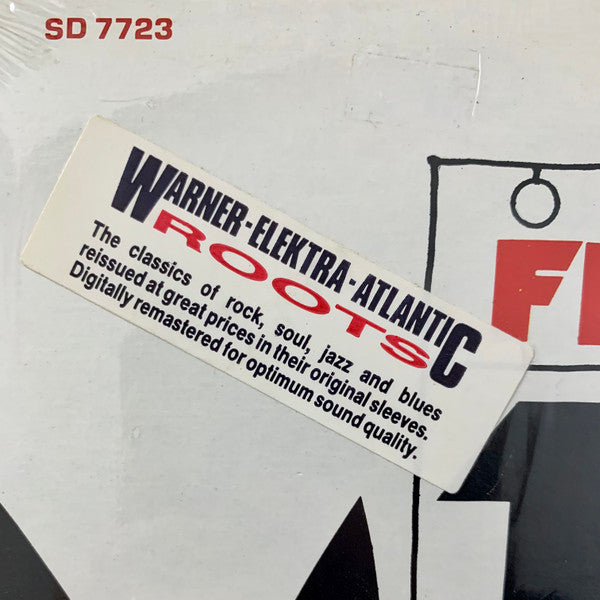 SD 7723
WARNER-ELEKTRA-ATLANTIC
ROOTS
The classics of rock, soul, jazz and blues
reissued at great prices in their original sleeves.
Digitally remastered for optimum sound quality.